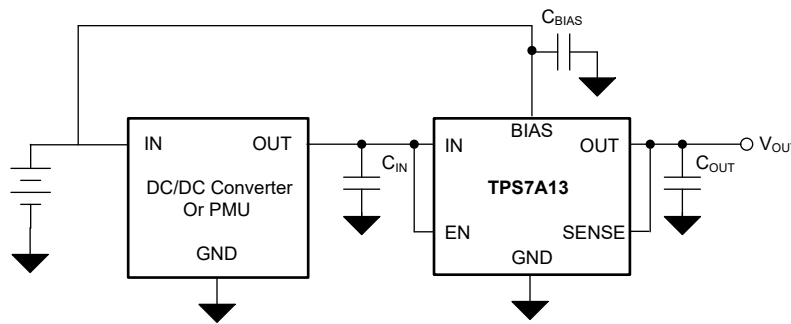 CBIAS
IN
OUT
DC/DC Converter
Or PMU
GND
CIN
IN
BIAS
OUT
TPS7A13
EN
SENSE
GND
COUT
VOUT